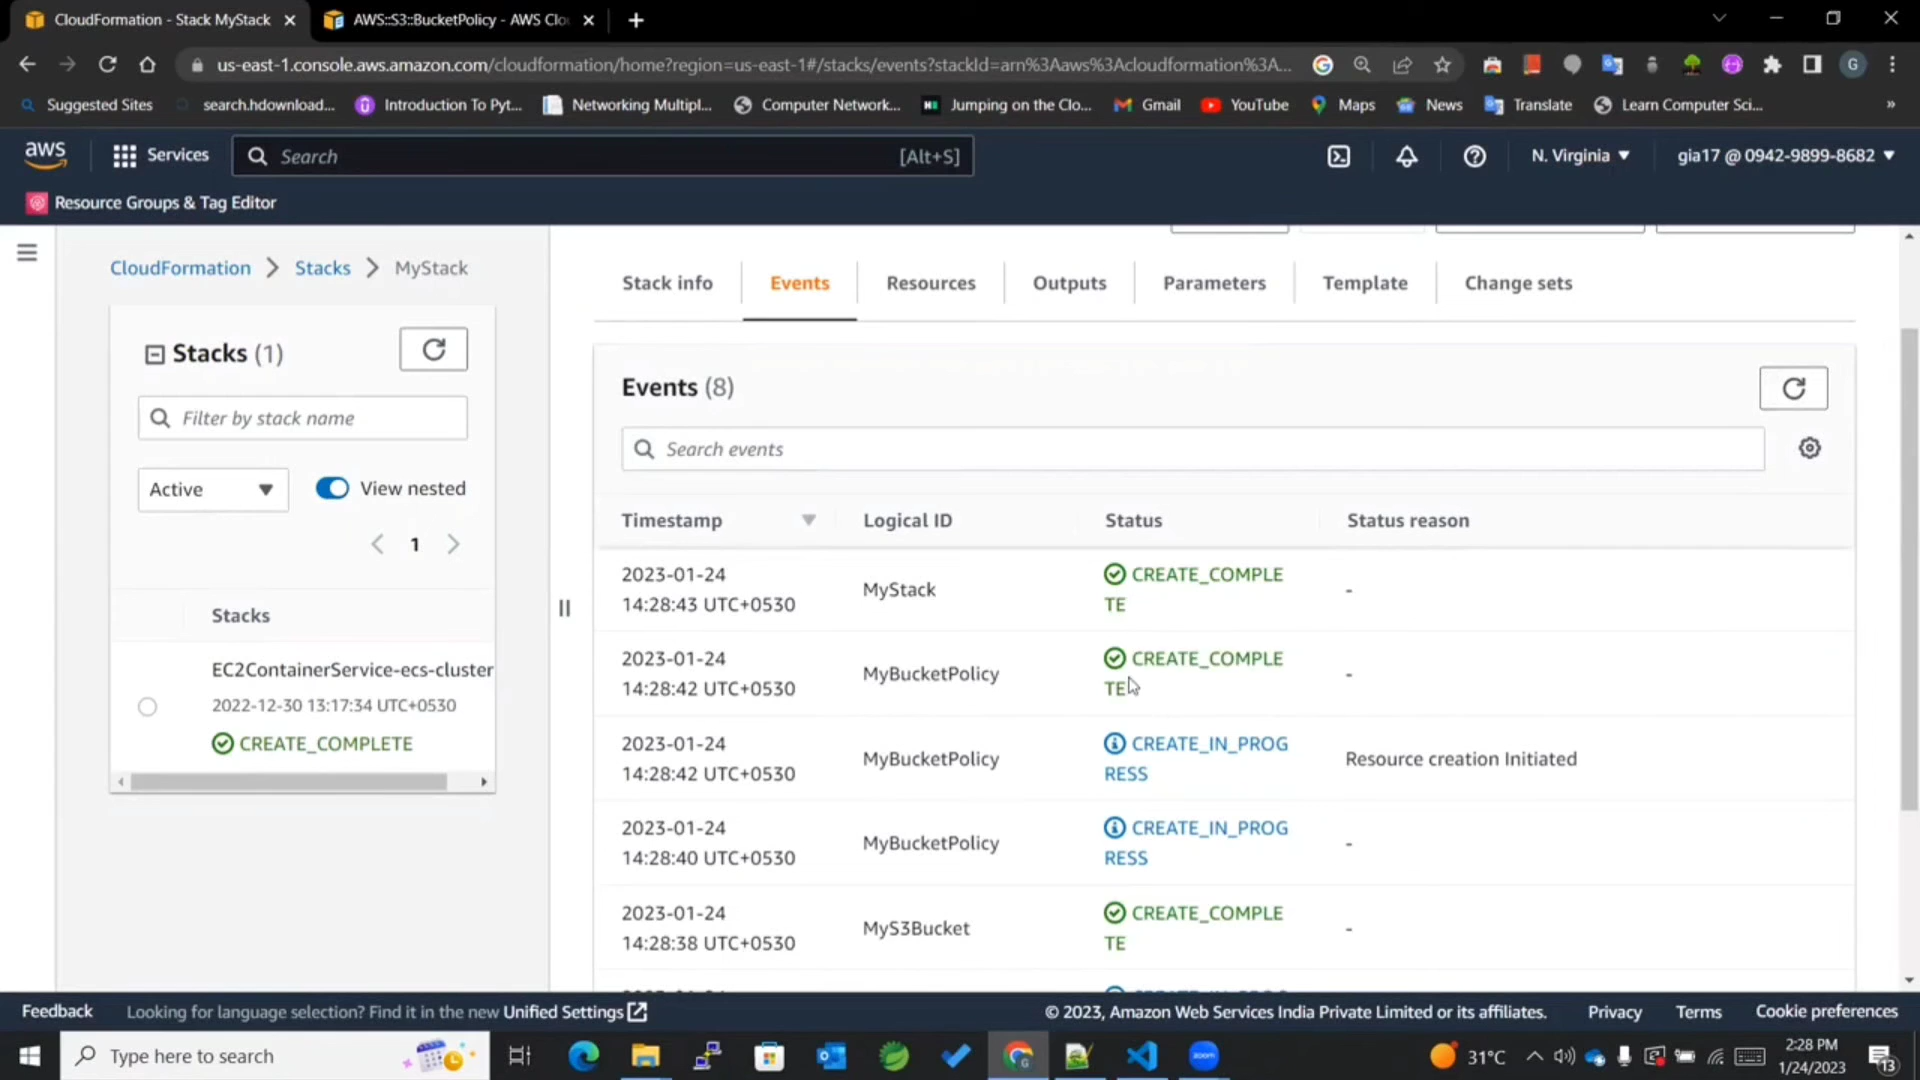 CloudFormation - Stack MyStack
AWS::S3::BucketPolicy - AWS Clo
us-east-1.console.aws.amazon.com/cloudformation/home?region=us-east-1#/stacks/events?stackId=arn%3Aaws%3Acloudformation%3A...
G
Suggested Sites
search.hdownload...
Introduction To Pyt...
Networking Multipl...
Computer Network...
Jumping on the Clo...
Gmail
YouTube
Maps
News
Translate
Learn Computer Sci...
»
aws
Services
Search
[Alt+S]
N. Virginia
gia17 @ 0942-9899-8682
Resource Groups & Tag Editor
CloudFormation
Stacks
MyStack
Stack info
Events
Resources
Outputs
Parameters
Template
Change sets
Stacks (1)
Filter by stack name
Active
View nested
1
Stacks
EC2ContainerService-ecs-cluster
2022-12-30 13:17:34 UTC+0530
CREATE_COMPLETE
Events (8)
Search events
Timestamp
Logical ID
Status
Status reason
2023-01-24
14:28:43 UTC+0530
MyStack
CREATE_COMPLE
TE
-
2023-01-24
14:28:42 UTC+0530
MyBucketPolicy
CREATE_COMPLE
TE
-
2023-01-24
14:28:42 UTC+0530
MyBucketPolicy
CREATE_IN_PROG
RESS
Resource creation Initiated
2023-01-24
14:28:40 UTC+0530
MyBucketPolicy
CREATE_IN_PROG
RESS
-
2023-01-24
14:28:38 UTC+0530
MyS3Bucket
CREATE_COMPLE
TE
-
Feedback
Looking for language selection? Find it in the new Unified Settings
© 2023, Amazon Web Services India Private Limited or its affiliates.
Privacy
Terms
Cookie preferences
Type here to search
zoom
31°C
2:28 PM
1/24/2023
13